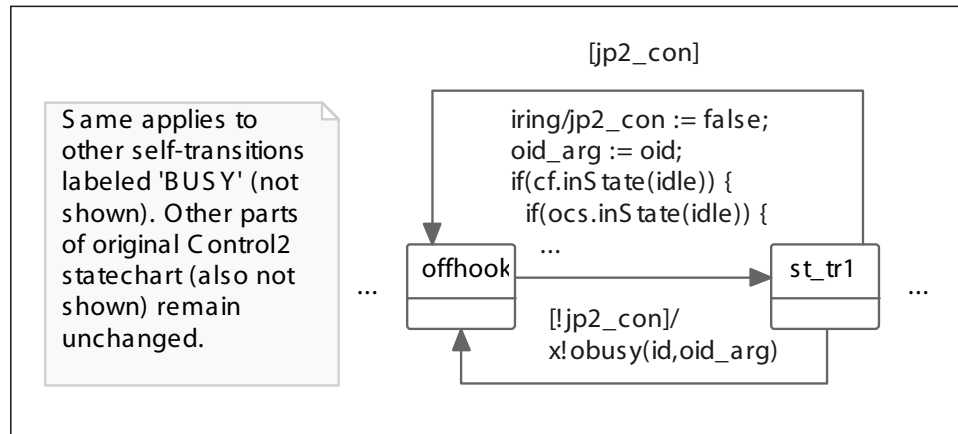 [jp2_con]
Same applies to
other self-transitions
labeled 'BUSY' (not
shown). Other parts
of original Control2
statechart (also not
shown) remain
unchanged.
iring/jp2_con := false;
oid_arg := oid;
if(cf.inState(idle)) {
if(ocs.inState(idle)) {
...
...
offhook
st_tr1
...
[!jp2_con]/
x!obusy(id,oid_arg)